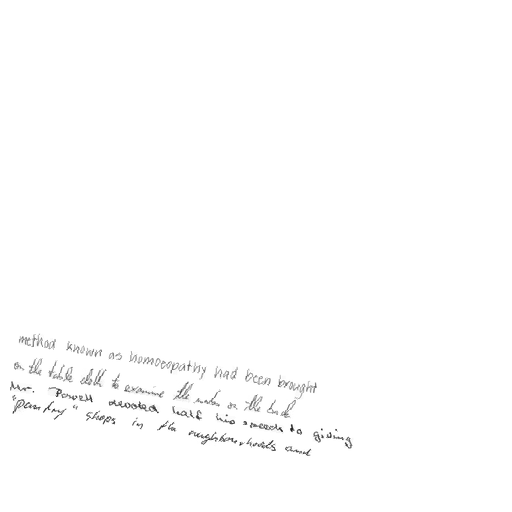 method known as homoeopathy had been brought
on the table cloth to examine the marks on the back
Mr. Powell devoted half his speech to giving
"pantry" shops in the neighbourhoods and